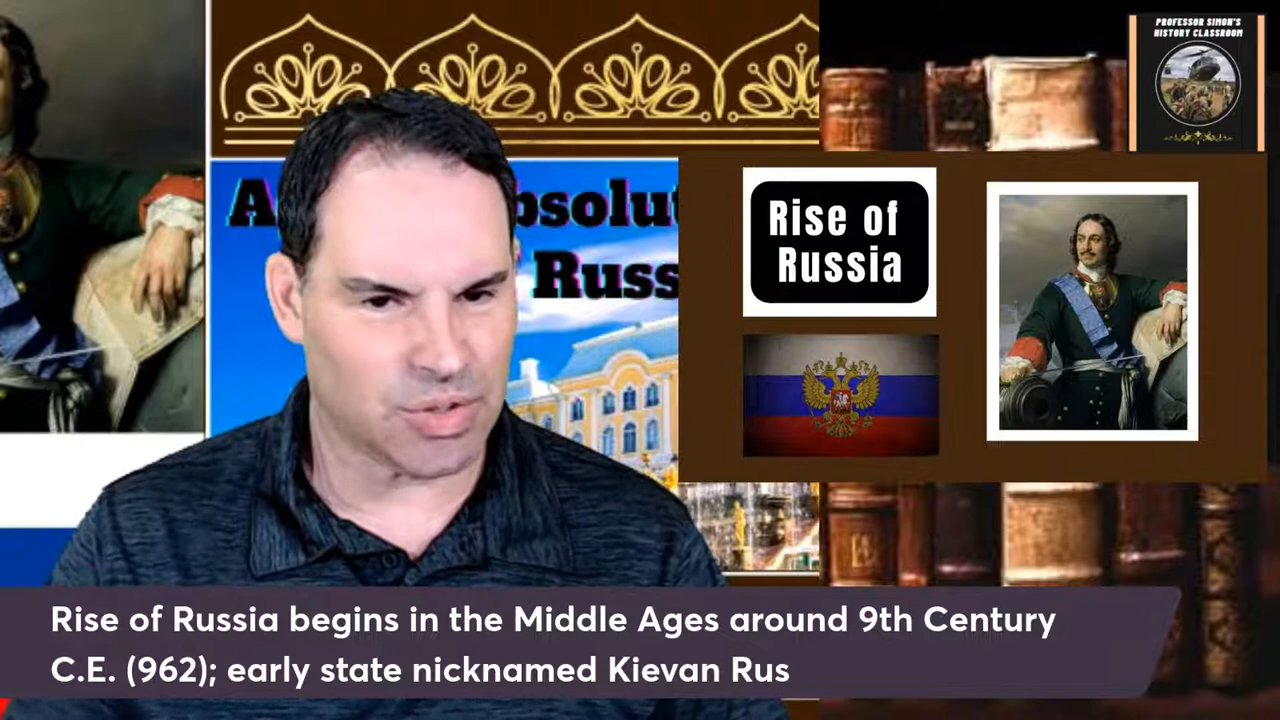 PROFESSOR SIMON'S
HISTORY CLASSROOM
Rise of
Russia
Rise of Russia begins in the Middle Ages around 9th Century
C.E. (962); early state nicknamed Kievan Rus